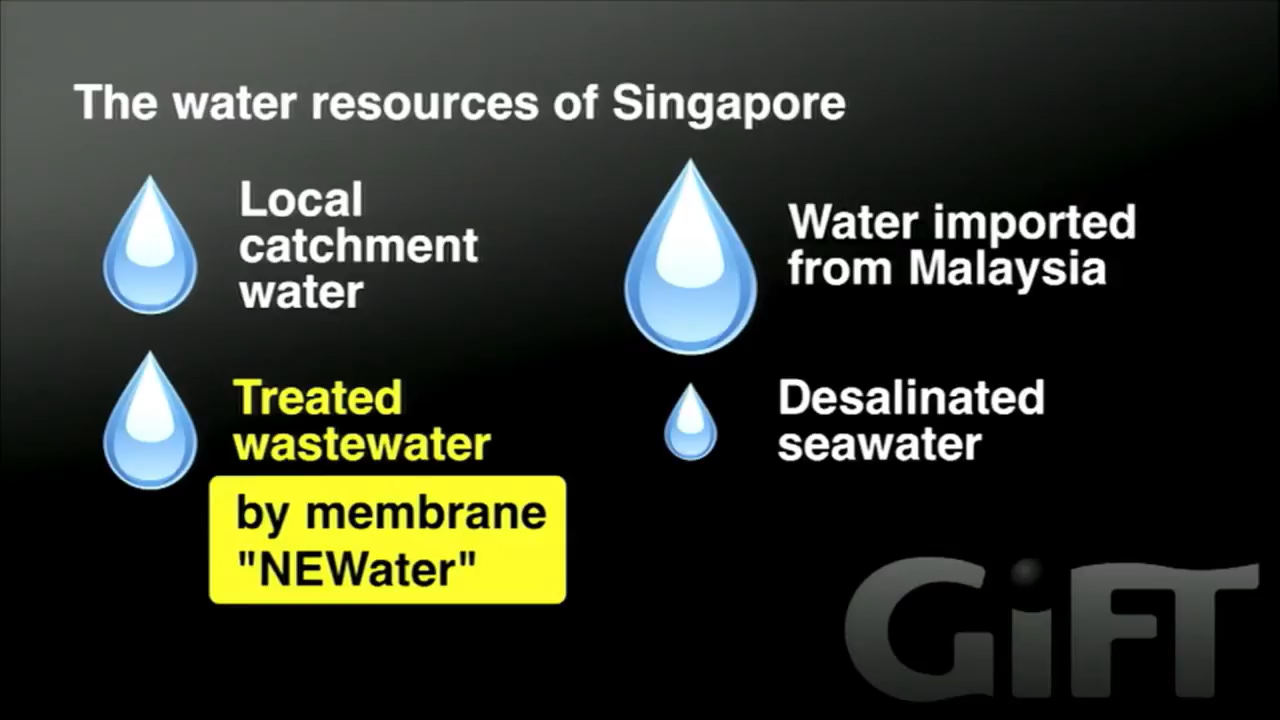 The water resources of Singapore
Local
catchment
water
Water imported
from Malaysia
Treated
wastewater
by membrane
"NEWater"
Desalinated
seawater
GiFT